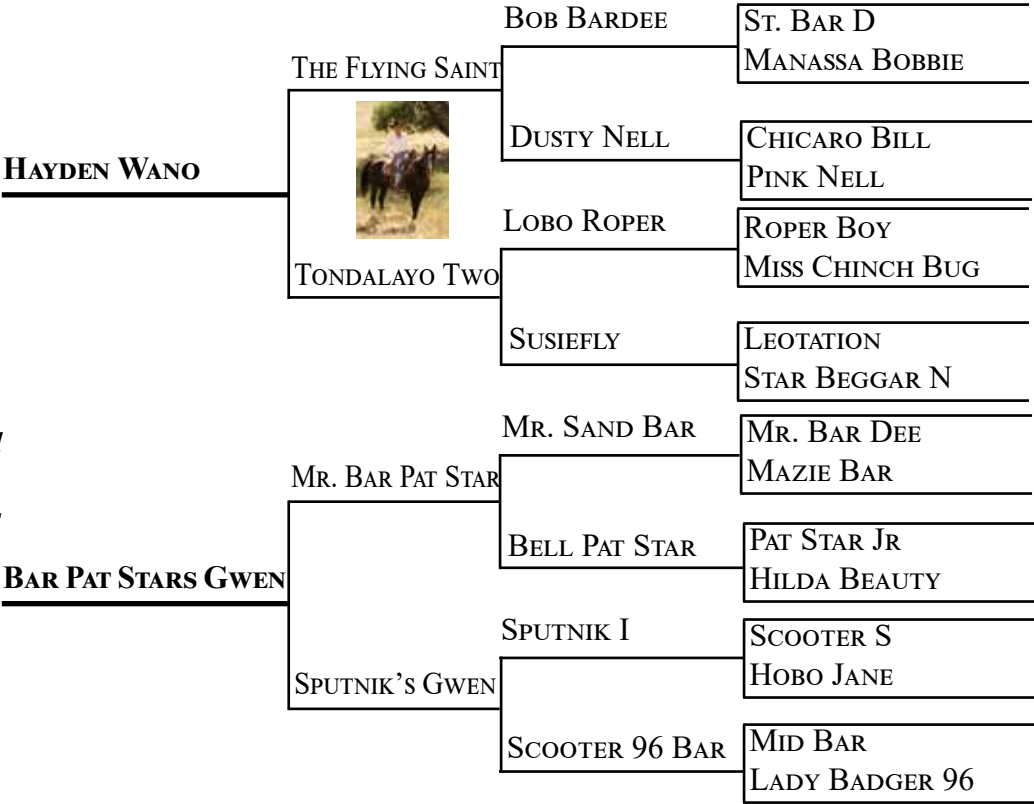 Bob Bardee
St. Bar D
Manassa Bobbie
The Flying Saint
Dusty Nell
Chicaro Bill
Pink Nell
Hayden Wano
Lobo Roper
Roper Boy
Miss Chinch Bug
Tondalayo Two
Susiefly
Leotation
Star Beggar N
Mr. Sand Bar
Mr. Bar Dee
Mazie Bar
Mr. Bar Pat Star
Bell Pat Star
Pat Star Jr
Hilda Beauty
Bar Pat Stars Gwen
Sputnik I
Scooter S
Hobo Jane
Sputnik's Gwen
Scooter 96 Bar
Mid Bar
Lady Badger 96